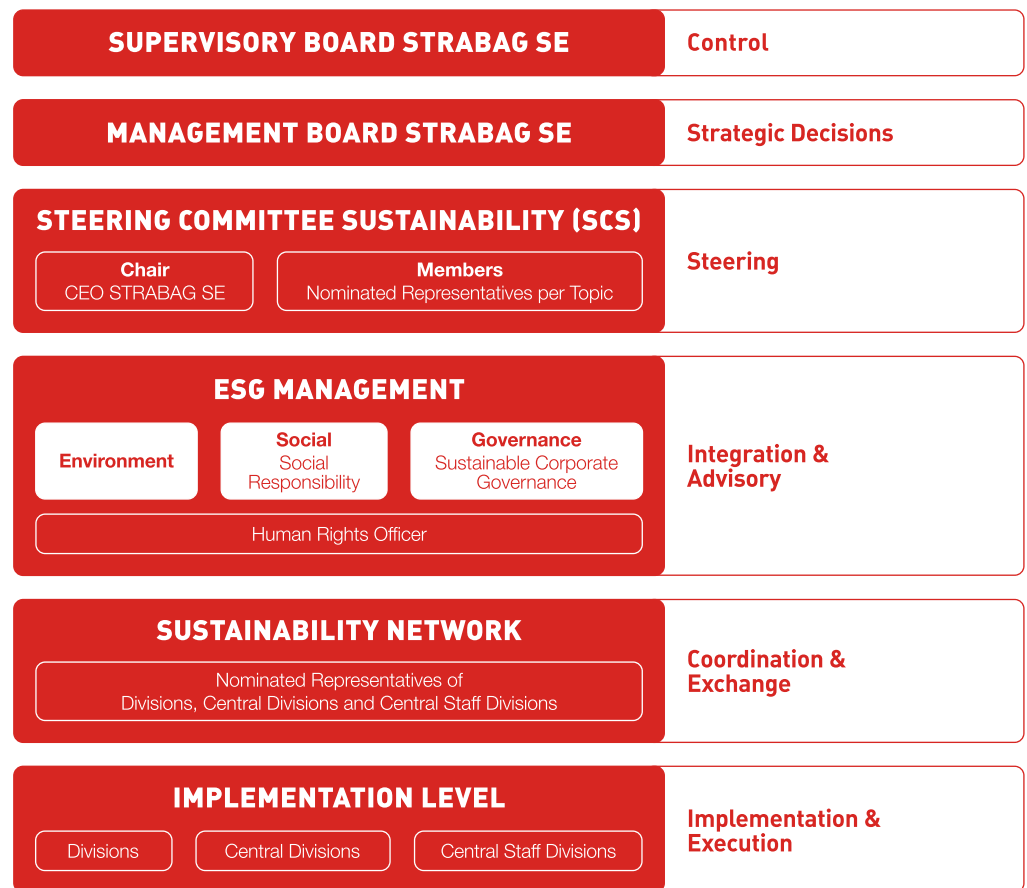 SUPERVISORY BOARD STRABAG SE
Control
MANAGEMENT BOARD STRABAG SE
Strategic Decisions
STEERING COMMITTEE SUSTAINABILITY (SCS)
Chair
CEO STRABAG SE
Members
Nominated Representatives per Topic
Steering
ESG MANAGEMENT
Environment
Social
Social
Responsibility
Governance
Sustainable Corporate
Governance
Human Rights Officer
Integration &
Advisory
SUSTAINABILITY NETWORK
Nominated Representatives of
Divisions, Central Divisions and Central Staff Divisions
Coordination &
Exchange
IMPLEMENTATION LEVEL
Divisions
Central Divisions
Central Staff Divisions
Implementation &
Execution